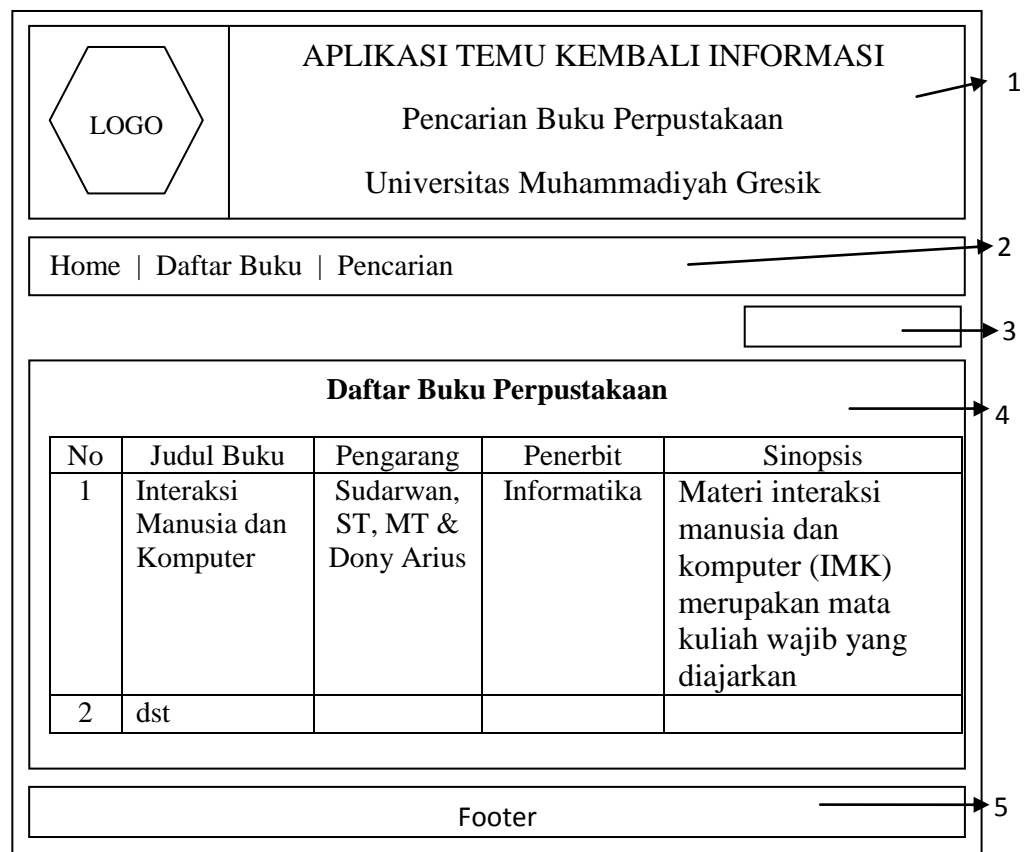 LOGO
APLIKASI TEMU KEMBALI INFORMASI
Pencarian Buku Perpustakaan
Universitas Muhammadiyah Gresik
1
Home | Daftar Buku | Pencarian
2
3
Daftar Buku Perpustakaan
4
No Judul Buku Pengarang Penerbit Sinopsis
1 Interaksi Sudarwan, Informatika Materi interaksi
Manusia dan ST, MT & manusia dan
Komputer Dony Arius komputer (IMK)
merupakan mata
kuliah wajib yang
diajarkan
2 dst
Footer
5